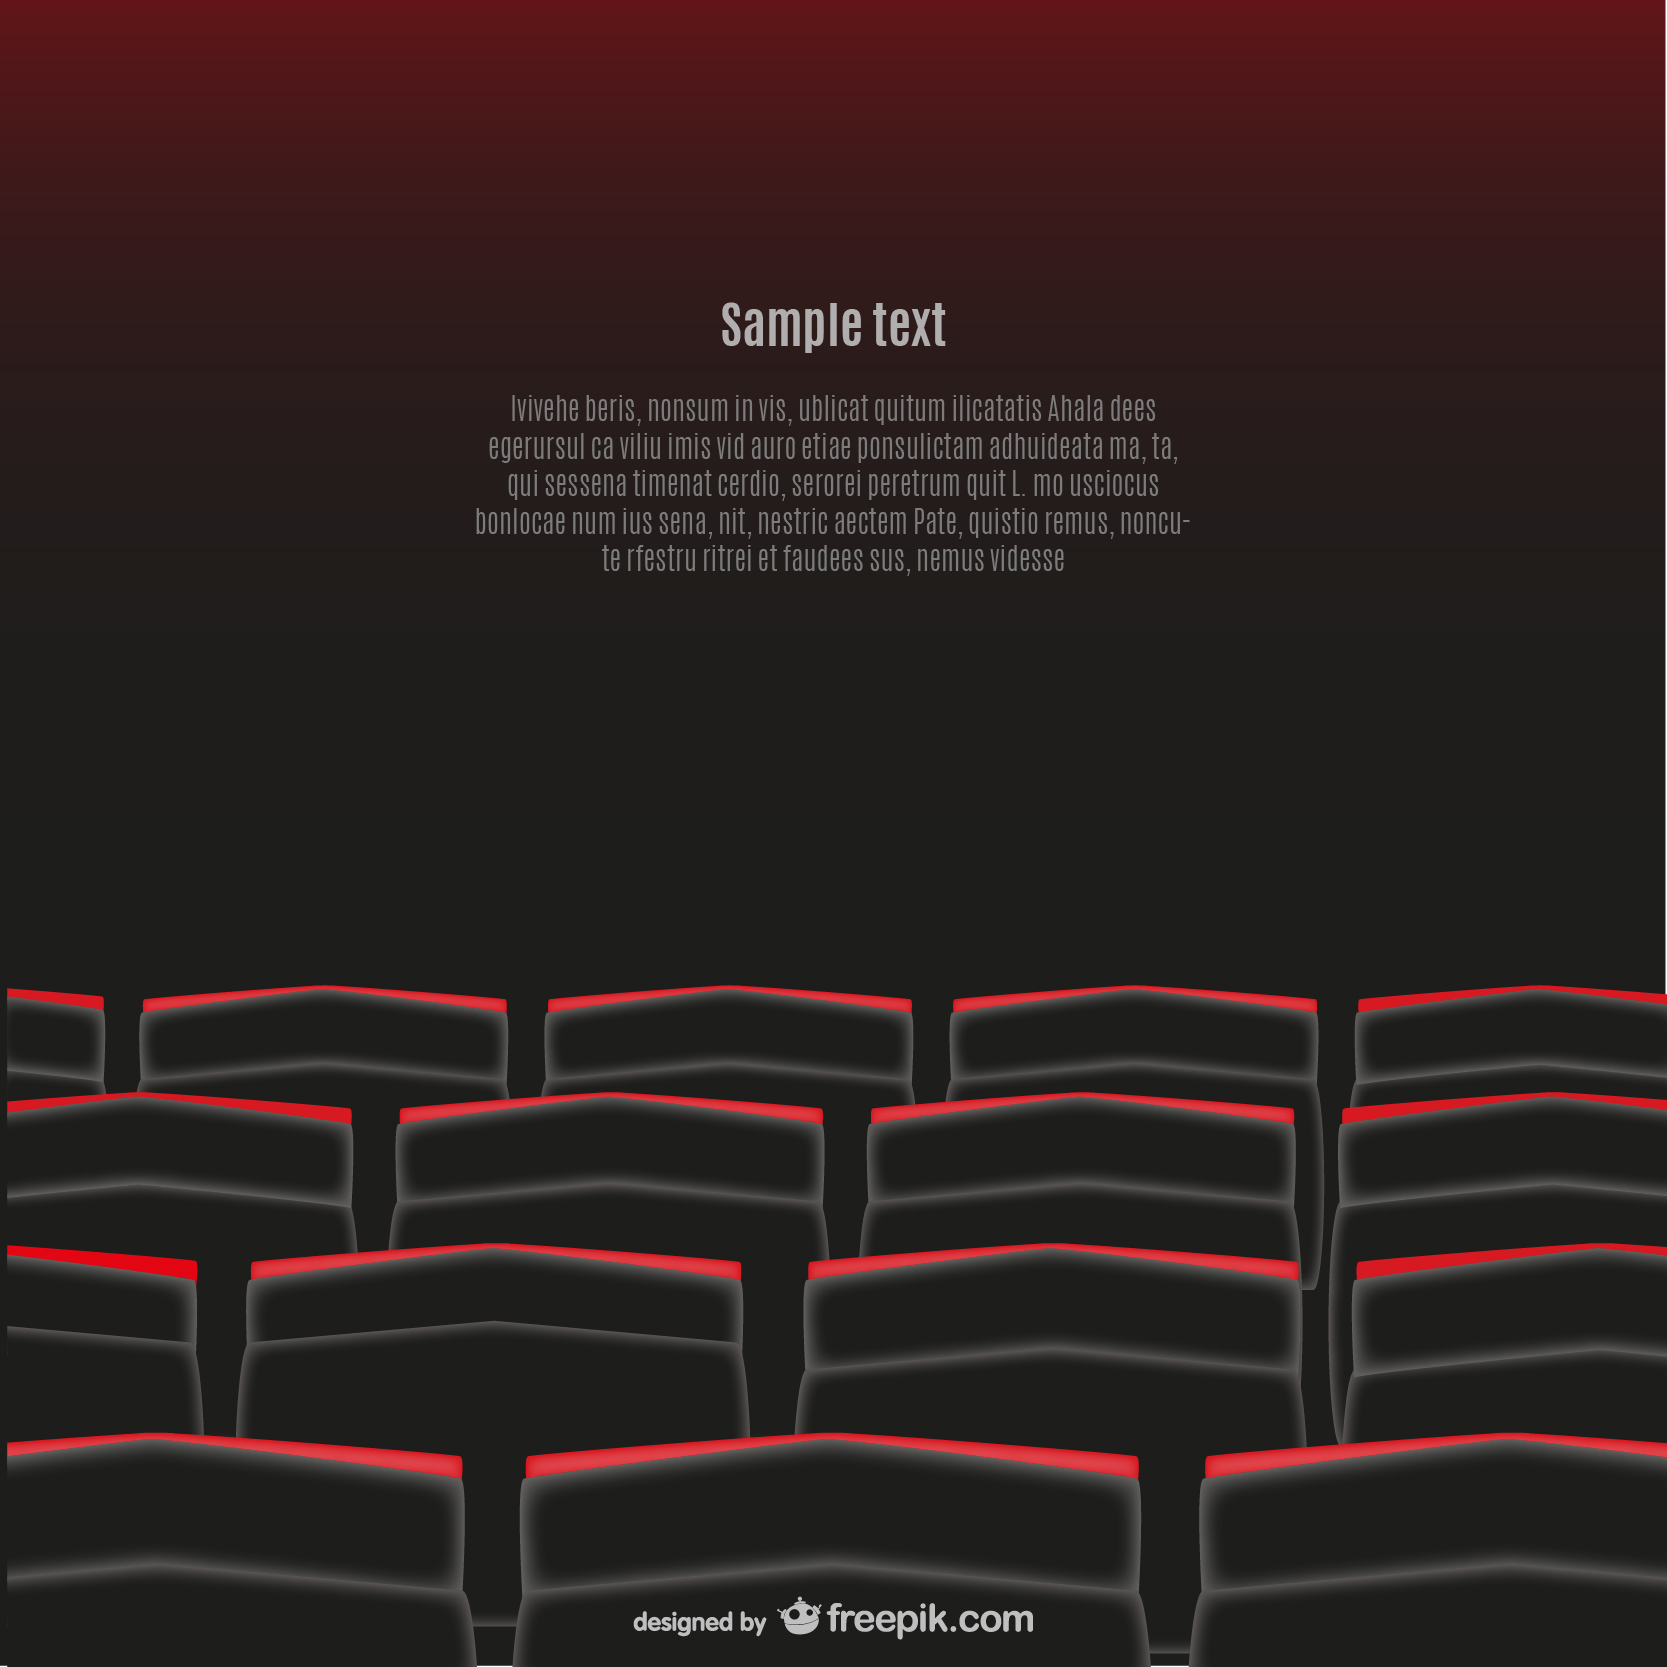 Sample text
Ivivehe beris, nonsum in vis, ublicat quitum ilicatatis Ahala dees
egerursul ca viliu imis vid auro etiae ponsulictam adhuideata ma, ta,
qui sessena timenat cerdio, serorei peretrum quit L. mo usciocus
bonlocae num ius sena, nit, nestric aectem Pate, quistio remus, noncu-
te rfestru ritrei et faudees sus, nemus videsse
designed by freepik.com